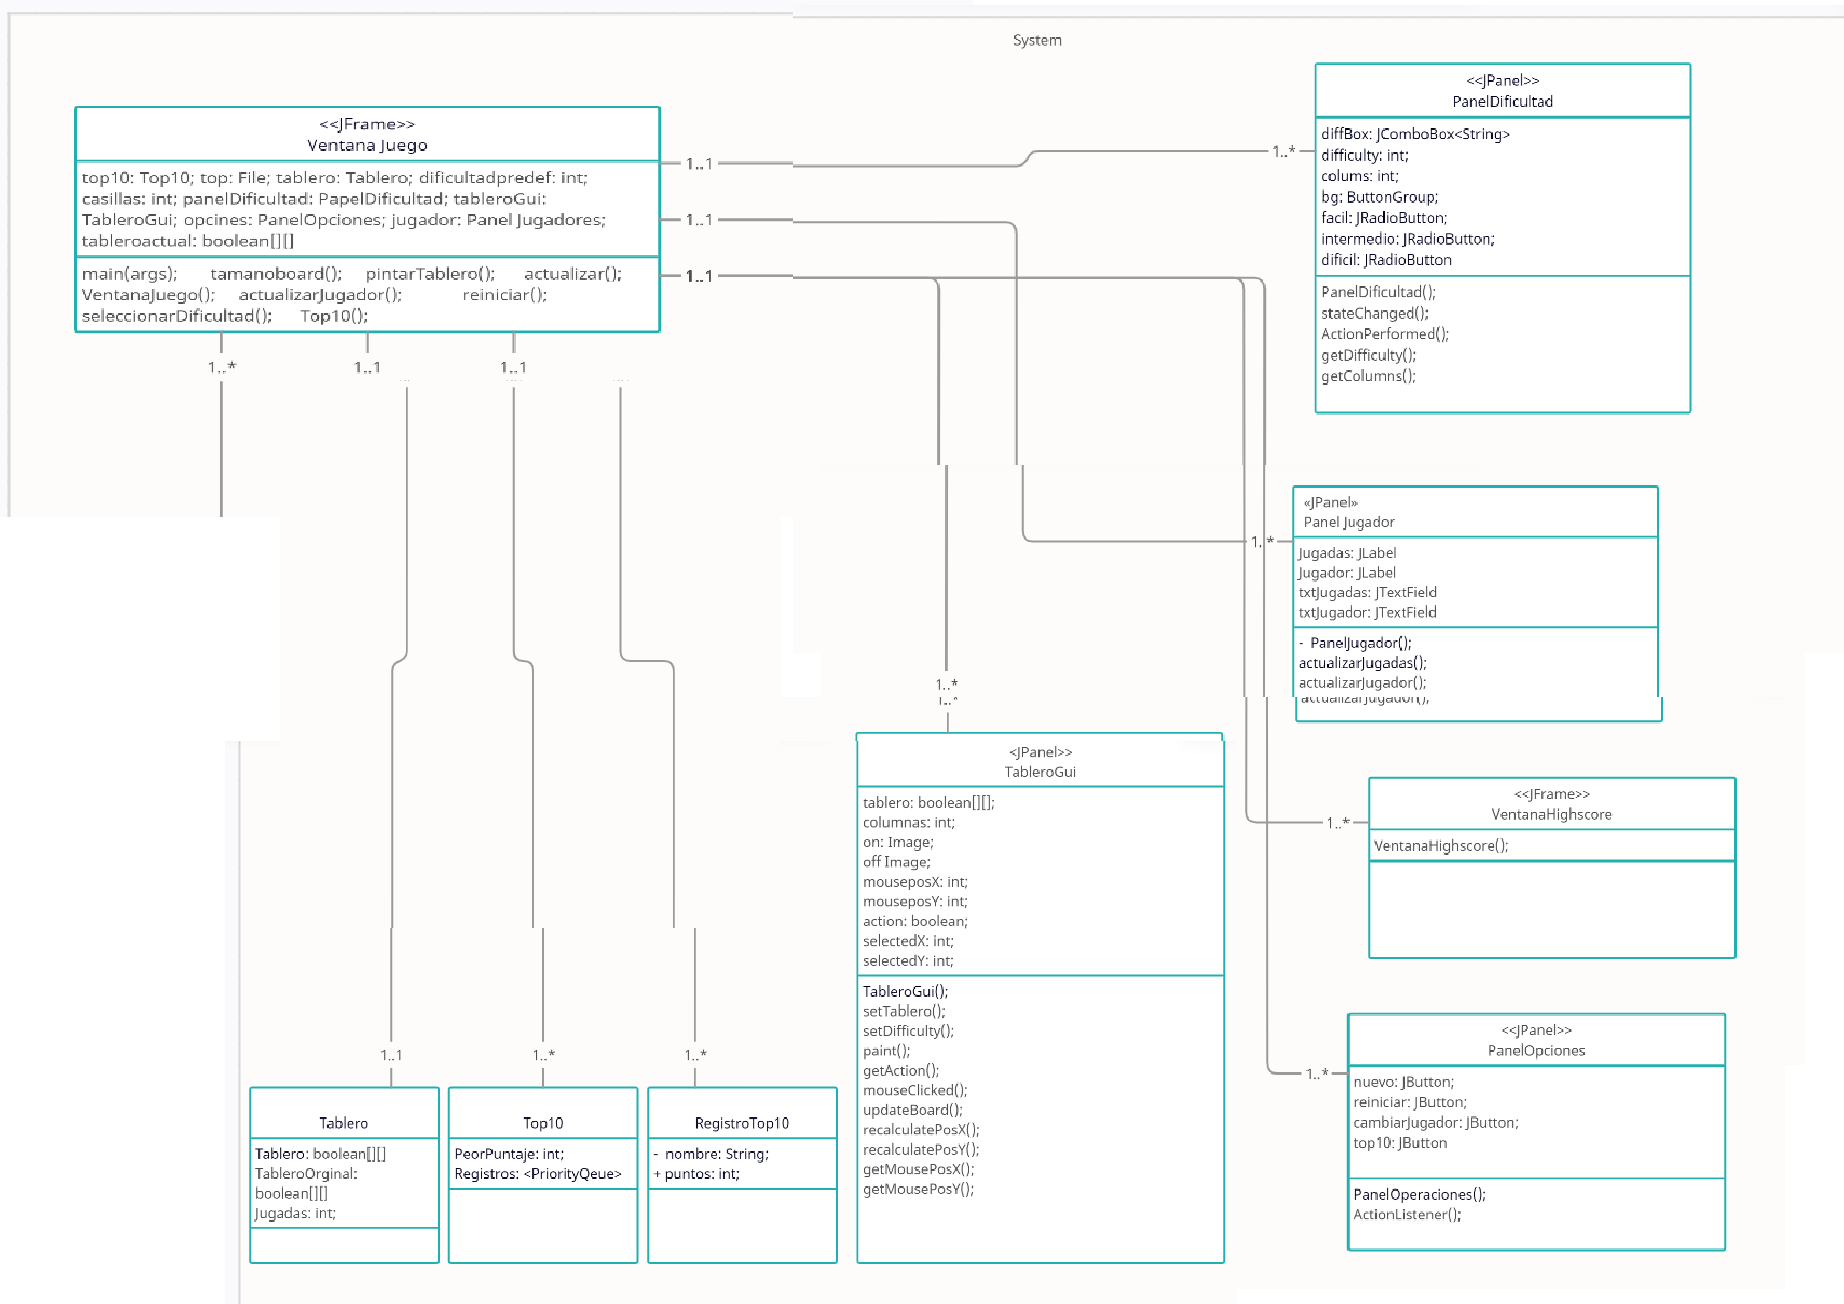 System
<<JFrame>>
Ventana Juego
top10: Top10; top: File; tablero: Tablero; dificultadpredef: int;
casillas: int; panelDificultad: PapelDificultad; tableroGui:
TableroGui; opcines: PanelOpciones; jugador: Panel Jugadores;
tableroactual: boolean[][]
main(args); tamanoboard(); pintarTablero(); actualizar();
VentanaJuego(); actualizarJugador(); reiniciar();
seleccionarDificultad(); Top10();
1..1
1..1
1..1
1..*
1..1
1..1
1..*
<<JPanel>>
PanelDificultad
diffBox: JComboBox<String>
difficulty: int;
colums: int;
bg: ButtonGroup;
facil: JRadioButton;
intermedio: JRadioButton;
dificil: JRadioButton
PanelDificultad();
stateChanged();
ActionPerformed();
getDifficulty();
getColumns();
1..*
«JPanel»
Panel Jugador
Jugadas: JLabel
Jugador: JLabel
txtJugadas: JTextField
txtJugador: JTextField
- PanelJugador();
actualizarJugadas();
actualizarJugador();
actualizarJugador();
1..*
1..*
<JPanel>>
TableroGui
tablero: boolean[][];
columnas: int;
on: Image;
off Image;
mouseposX: int;
mouseposY: int;
action: boolean;
selectedX: int;
selectedY: int;
TableroGui();
setTablero();
setDifficulty();
paint();
getAction();
mouseClicked();
updateBoard();
recalculatePosX();
recalculatePosY();
getMousePosX();
getMousePosY();
1..*
<<JFrame>>
VentanaHighscore
VentanaHighscore();
1..*
<<JPanel>>
PanelOpciones
nuevo: JButton;
reiniciar: JButton;
cambiarJugador: JButton;
top10: JButton
PanelOperaciones();
ActionListener();
1..1
1..*
1..*
Tablero
Tablero: boolean[][]
TableroOrginal:
boolean[][]
Jugadas: int;
Top10
PeorPuntaje: int;
Registros: <PriorityQeue>
RegistroTop10
- nombre: String;
+ puntos: int;